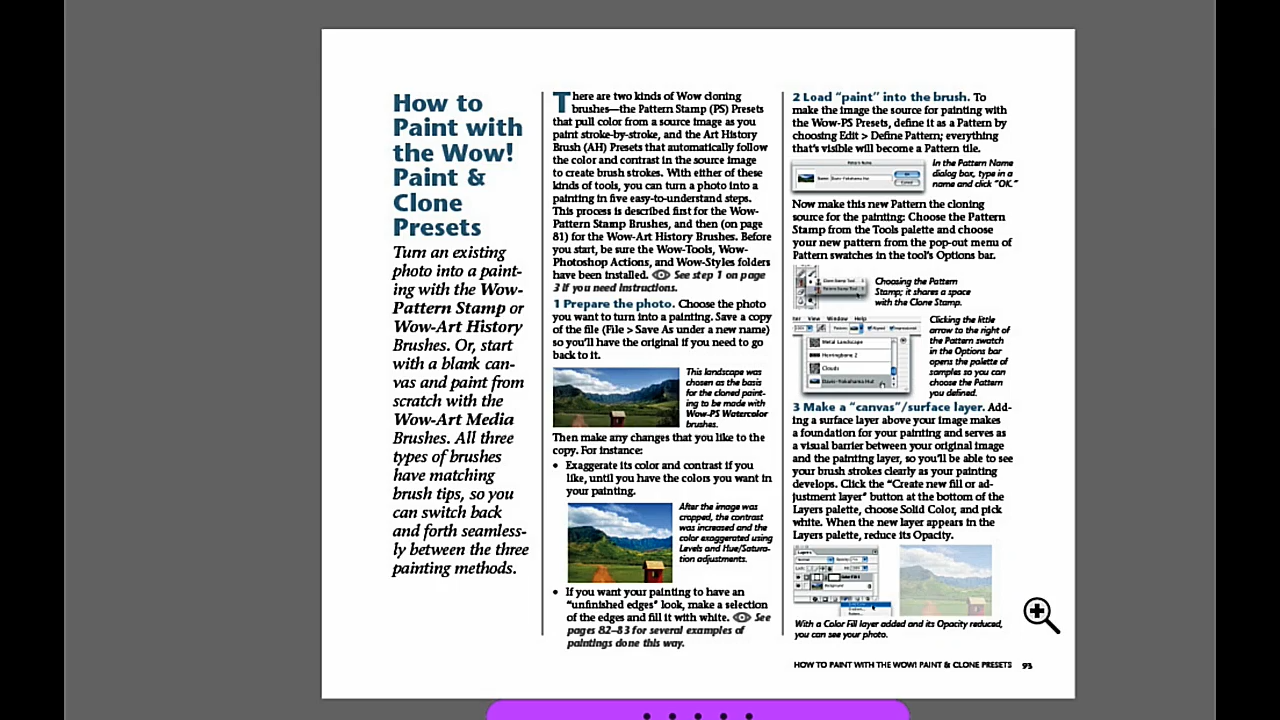 How to
Paint with
the Wow!
Paint &
Clone
Presets
Turn an existing
photo into a paint-
ing with the Wow-
Pattern Stamp or
Wow-Art History
Brushes. Or, start
with a blank can-
vas and paint from
scratch with the
Wow-Art Media
Brushes. All three
types of brushes
have matching
brush tips, so you
can switch back
and forth seamless-
ly between the three
painting methods.
There are two kinds of Wow cloning
brushes—the Pattern Stamp (PS) Presets
that pull color from a source image as you
paint stroke-by-stroke, and the Art History
Brush (AH) Presets that automatically follow
the color and contrast in the source image
to create brush strokes. With either of these
kinds of tools, you can turn a photo into a
painting in five easy-to-understand steps.
This process is described first for the Wow-
Pattern Stamp Brushes, and then (on page
81) for the Wow-Art History Brushes. Before
you start, be sure the Wow-Tools, Wow-
Photoshop Actions, and Wow-Styles folders
have been installed. See step 1 on page
3 if you need instructions.
1 Prepare the photo. Choose the photo
you want to turn into a painting. Save a copy
of the file (File > Save As under a new name)
so you'll have the original if you need to go
back to it.
This landscape was
chosen as the basis
for the cloned paint-
ing to be made with
Wow-PS Watercolor
brushes.
Then make any changes that you like to the
copy. For instance:
• Exaggerate its color and contrast if you
like, until you have the colors you want in
your painting.
After the image was
cropped, the contrast
was increased and the
color exaggerated using
Levels and Hue/Satura-
tion adjustments.
• If you want your painting to have an
"unfinished edges" look, make a selection
of the edges and fill it with white. See
pages 82–83 for several examples of
paintings done this way.
2 Load "paint" into the brush. To
make the image the source for painting with
the Wow-PS Presets, define it as a Pattern by
choosing Edit > Define Pattern; everything
that's visible will become a Pattern tile.
Name:
In the Pattern Name
dialog box, type in a
name and click "OK."
Now make this new Pattern the cloning
source for the painting: Choose the Pattern
Stamp from the Tools palette and choose
your new pattern from the pop-out menu of
Pattern swatches in the tool's Options bar.
Clone Stamp Tool
Pattern Stamp Tool
Choosing the Pattern
Stamp; it shares a space
with the Clone Stamp.
View Window Help
Metal Landscape
Herringbone 2
Clouds
Davis-Yokahama Hut
Clicking the little
arrow to the right of
the Pattern swatch
in the Options bar
opens the palette of
samples so you can
choose the Pattern
you defined.
3 Make a "canvas"/surface layer. Add-
ing a surface layer above your image makes
a foundation for your painting and serves as
a visual barrier between your original image
and the painting layer, so you'll be able to see
your brush strokes clearly as your painting
develops. Click the "Create new fill or ad-
justment layer" button at the bottom of the
Layers palette, choose Solid Color, and pick
white. When the new layer appears in the
Layers palette, reduce its Opacity.
Layers
Background
With a Color Fill layer added and its Opacity reduced,
you can see your photo.
HOW TO PAINT WITH THE WOW! PAINT & CLONE PRESETS 93